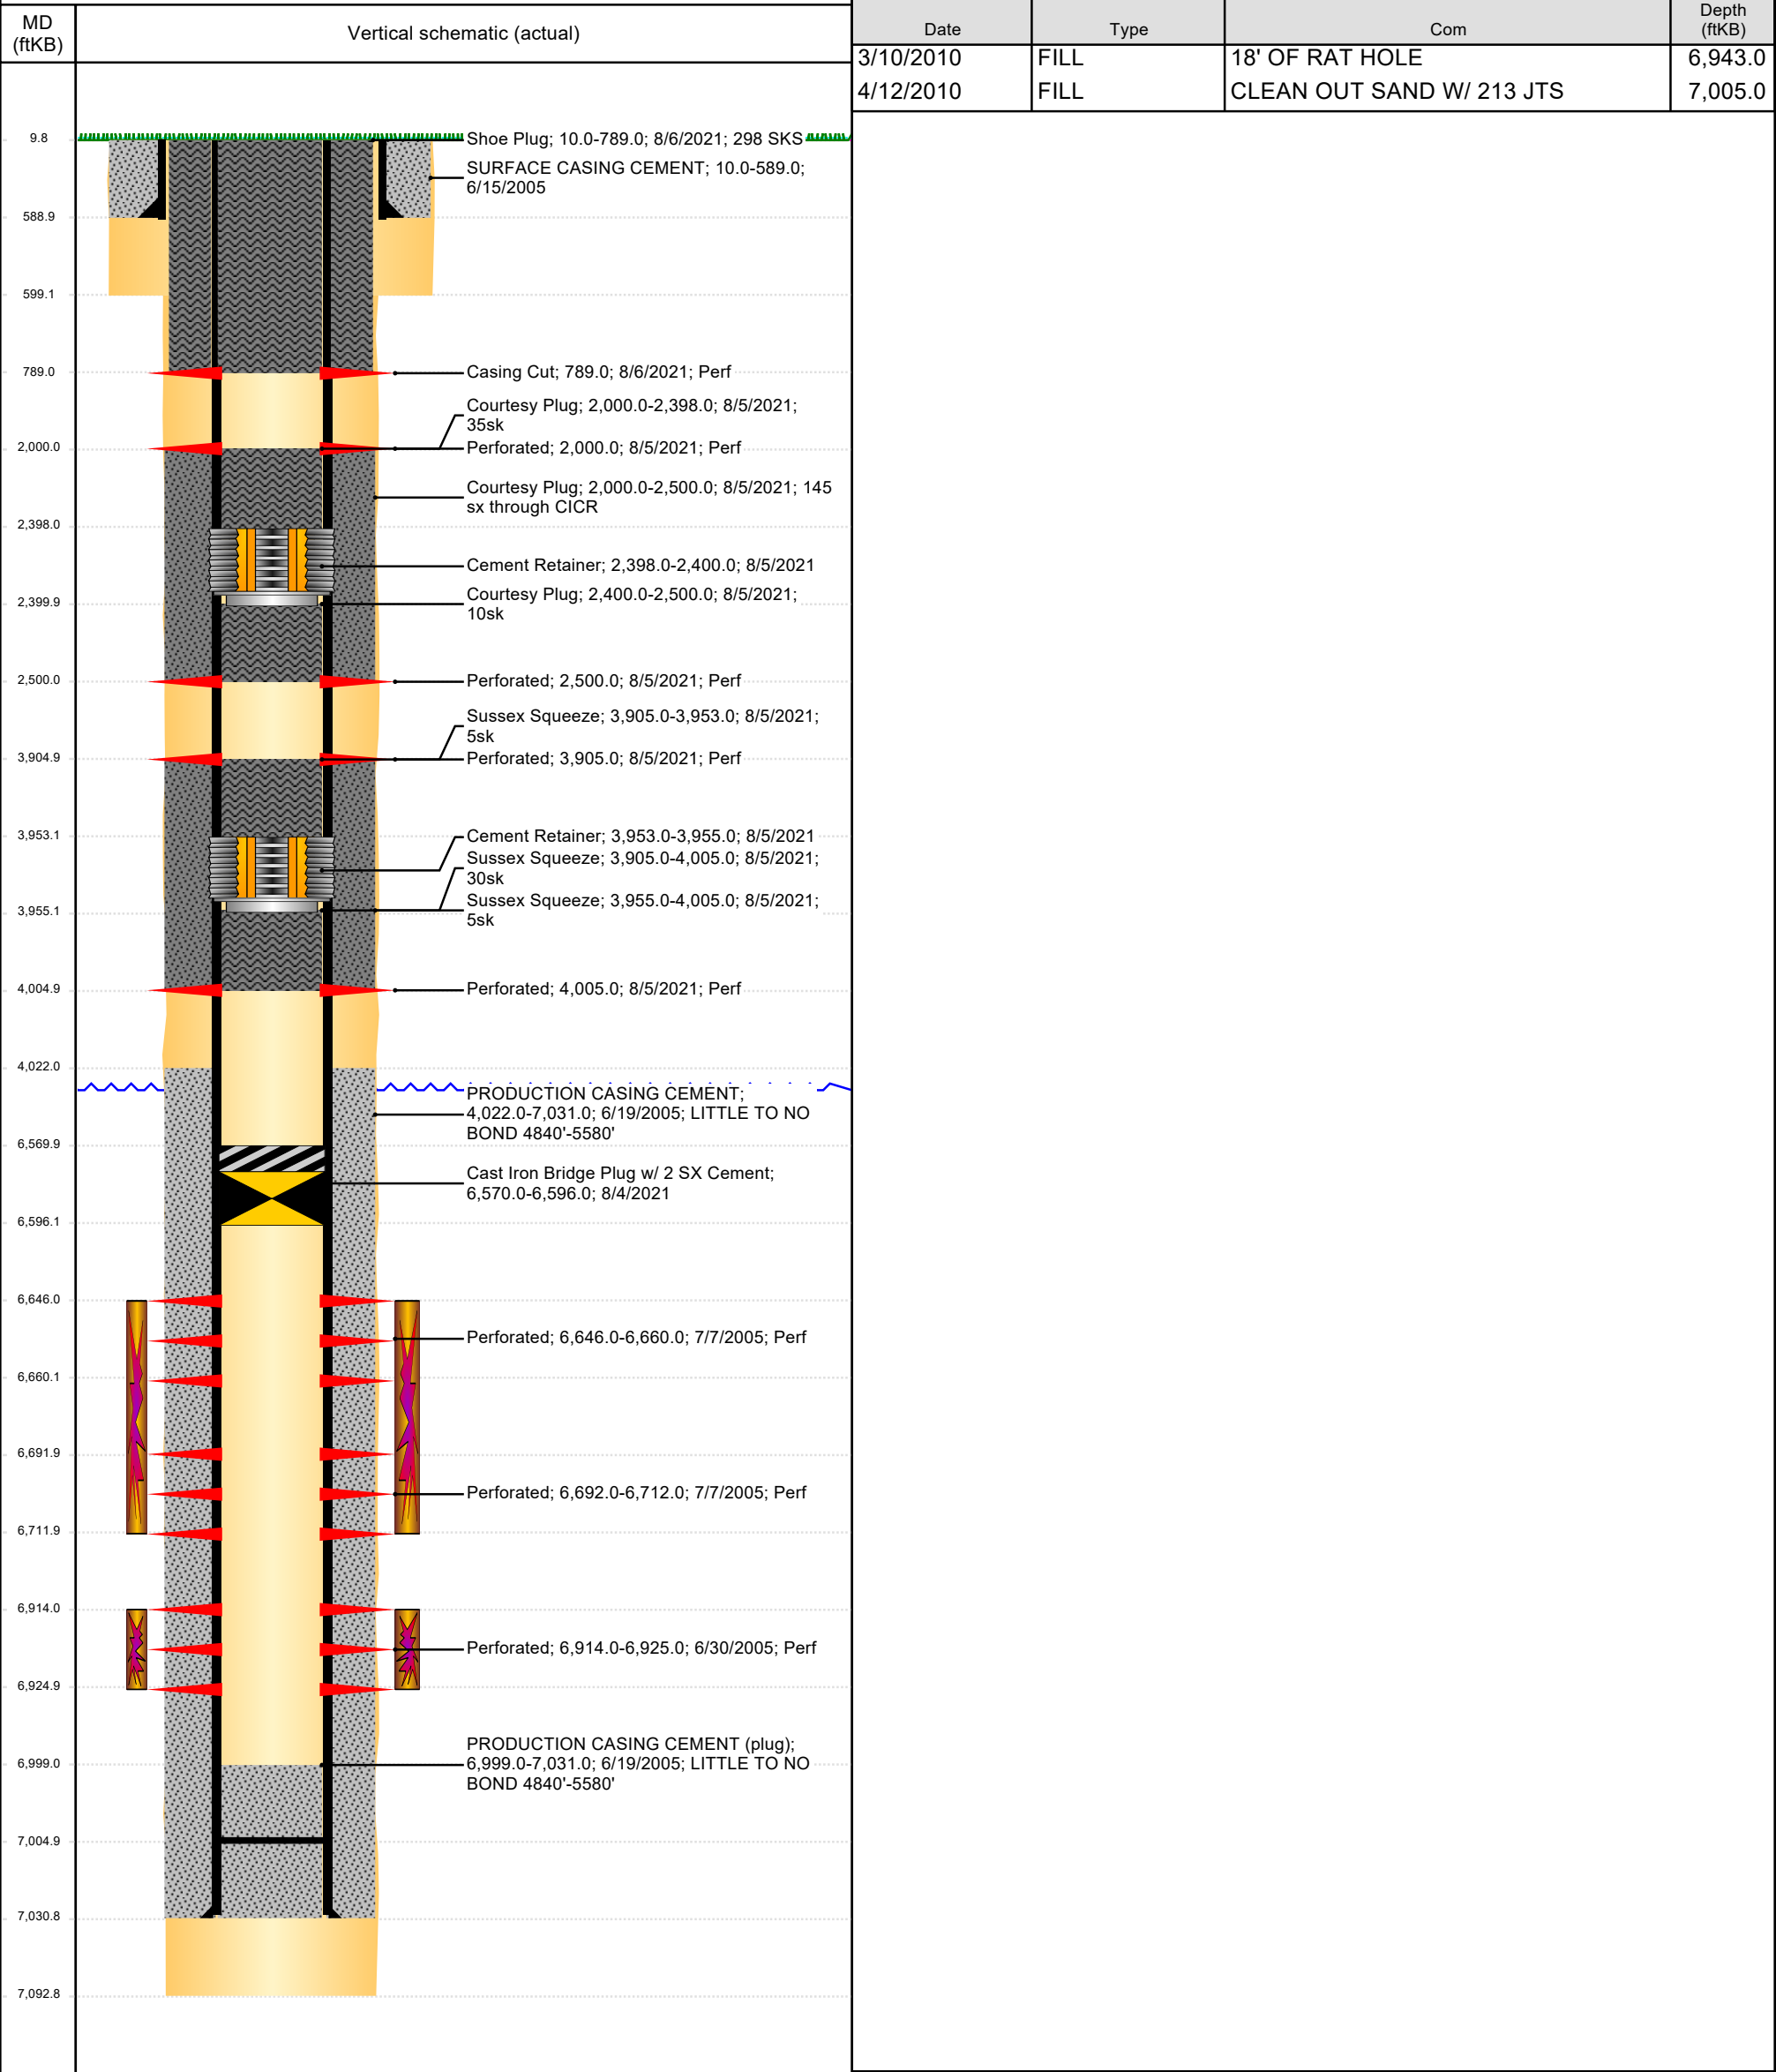 MD
(ftKB)
Vertical schematic (actual)
Date
Type
Com
Depth
(ftKB)
3/10/2010
FILL
18' OF RAT HOLE
6,943.0
4/12/2010
FILL
CLEAN OUT SAND W/ 213 JTS
7,005.0
9.8
Shoe Plug; 10.0-789.0; 8/6/2021; 298 SKS
SURFACE CASING CEMENT; 10.0-589.0;
6/15/2005
588.9
599.1
789.0
Casing Cut; 789.0; 8/6/2021; Perf
Courtesy Plug; 2,000.0-2,398.0; 8/5/2021;
35sk
2,000.0
Perforated; 2,000.0; 8/5/2021; Perf
Courtesy Plug; 2,000.0-2,500.0; 8/5/2021; 145
sx through CICR
2,398.0
Cement Retainer; 2,398.0-2,400.0; 8/5/2021
2,399.9
Courtesy Plug; 2,400.0-2,500.0; 8/5/2021;
10sk
2,500.0
Perforated; 2,500.0; 8/5/2021; Perf
Sussex Squeeze; 3,905.0-3,953.0; 8/5/2021;
5sk
3,904.9
Perforated; 3,905.0; 8/5/2021; Perf
3,953.1
Cement Retainer; 3,953.0-3,955.0; 8/5/2021
Sussex Squeeze; 3,905.0-4,005.0; 8/5/2021;
30sk
Sussex Squeeze; 3,955.0-4,005.0; 8/5/2021;
5sk
3,955.1
4,004.9
Perforated; 4,005.0; 8/5/2021; Perf
4,022.0
PRODUCTION CASING CEMENT;
4,022.0-7,031.0; 6/19/2005; LITTLE TO NO
BOND 4840'-5580'
6,569.9
Cast Iron Bridge Plug w/ 2 SX Cement;
6,570.0-6,596.0; 8/4/2021
6,596.1
6,646.0
Perforated; 6,646.0-6,660.0; 7/7/2005; Perf
6,660.1
6,691.9
Perforated; 6,692.0-6,712.0; 7/7/2005; Perf
6,711.9
6,914.0
Perforated; 6,914.0-6,925.0; 6/30/2005; Perf
6,924.9
PRODUCTION CASING CEMENT (plug);
6,999.0-7,031.0; 6/19/2005; LITTLE TO NO
BOND 4840'-5580'
6,999.0
7,004.9
7,030.8
7,092.8